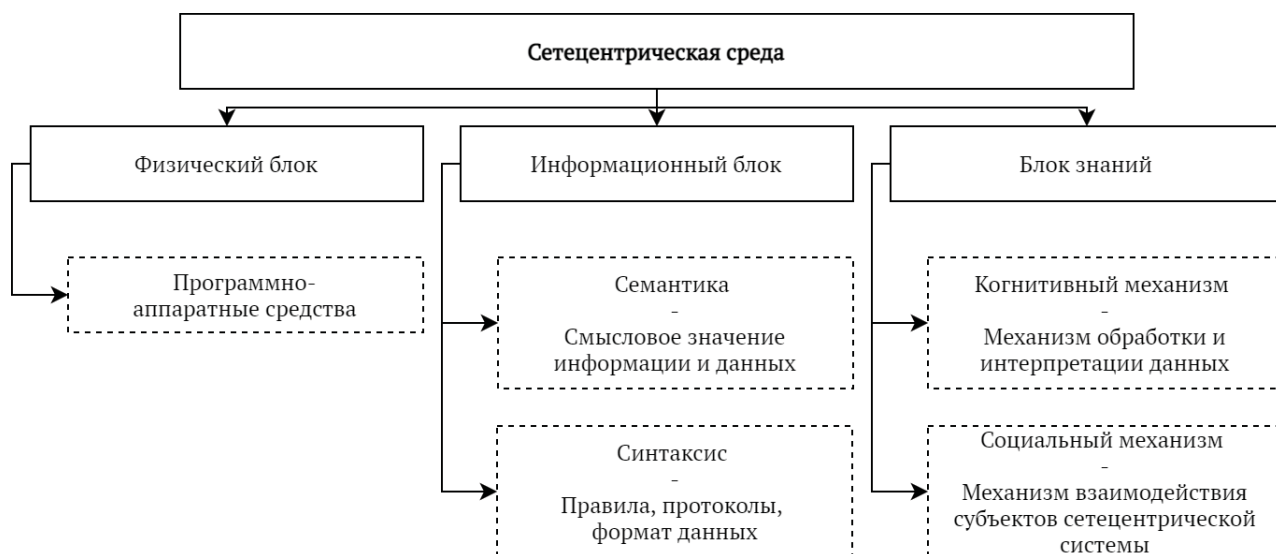 Сетецентрическая среда
Физический блок
Информационный блок
Блок знаний
Программно-
аппаратные средства
Семантика
-
Смысловое значение
информации и данных
Когнитивный механизм
-
Механизм обработки и
интерпретации данных
Синтаксис
-
Правила, протоколы,
формат данных
Социальный механизм
-
Механизм взаимодействия
субъектов сетецентрической
системы